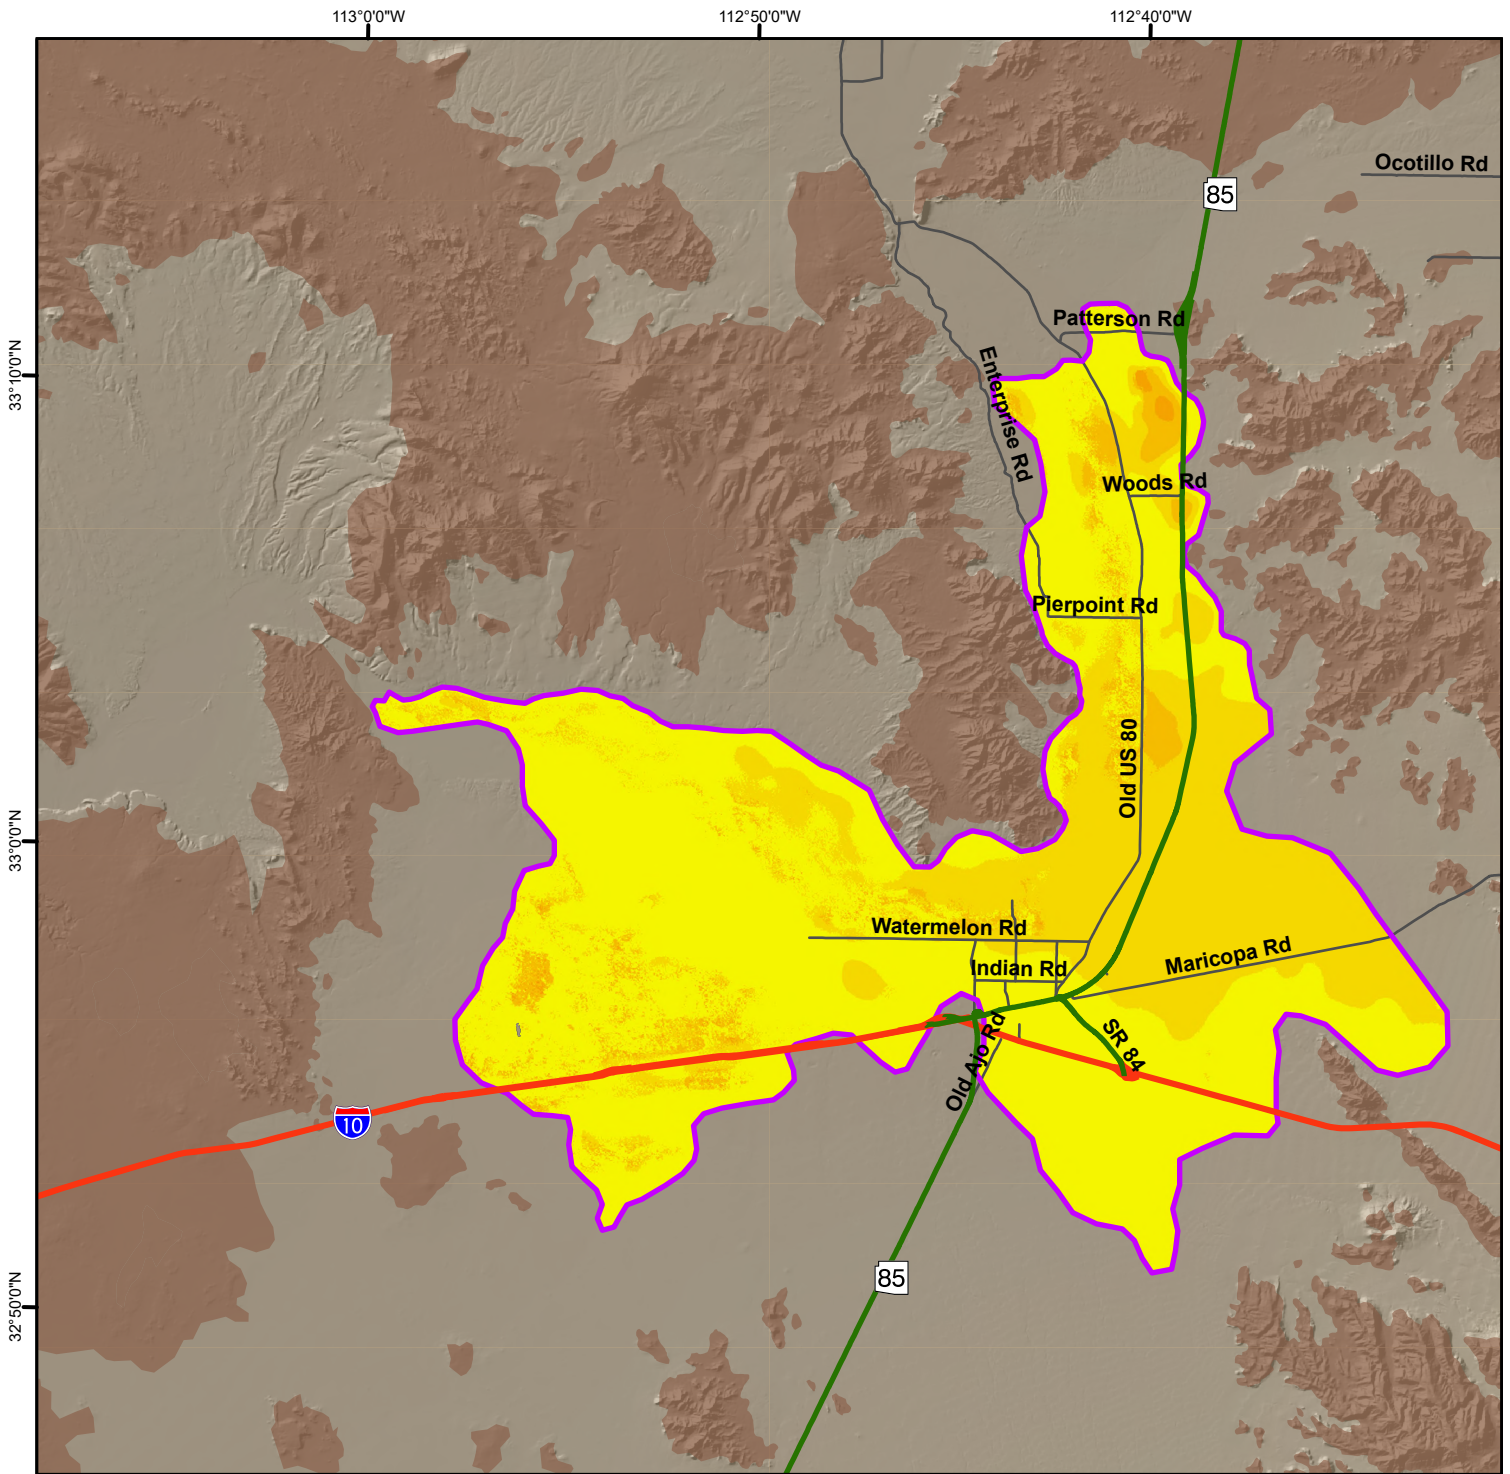 113°0'0"W
112°50'0"W
112°40'0"W
Ocotillo Rd
85
Patterson Rd
33°10'0"N
Enterprise Rd
Woods Rd
Pierpoint Rd
Old US 80
33°0'0"N
Watermelon Rd
Indian Rd
Maricopa Rd
SR 84
Old Ajo Rd
10
85
32°50'0"N